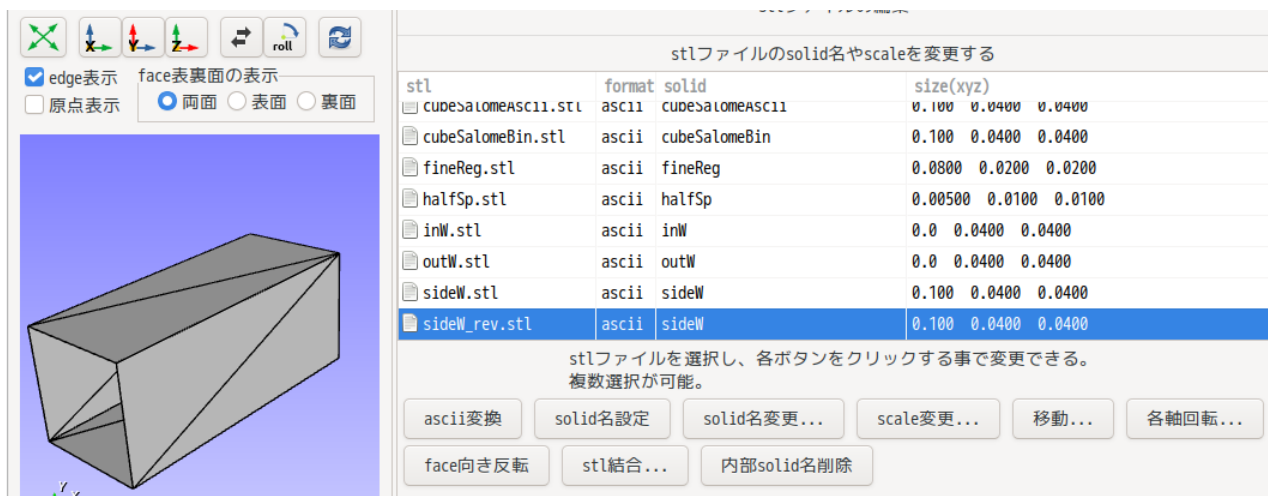 X
Y
Z
roll
edge表示
face表裏面の表示
原点表示
両面
表面
裏面
stlファイルの編集
stlファイルのsolid名やscaleを変更する
stl format solid size(xyz)
cubeSalomeAscii.stl ascii cubeSalomeAscii 0.100 0.0400 0.0400
cubeSalomeBin.stl ascii cubeSalomeBin 0.100 0.0400 0.0400
fineReg.stl ascii fineReg 0.0800 0.0200 0.0200
halfSp.stl ascii halfSp 0.00500 0.0100 0.0100
inW.stl ascii inW 0.0 0.0400 0.0400
outW.stl ascii outW 0.0 0.0400 0.0400
sideW.stl ascii sideW 0.100 0.0400 0.0400
sideW_rev.stl ascii sideW 0.100 0.0400 0.0400
stlファイルを選択し、各ボタンをクリックする事で変更できる。
複数選択が可能。
ascii変換 solid名設定 solid名変更... scale変更... 移動... 各軸回転...
face向き反転 stl結合... 内部solid名削除
Y
X